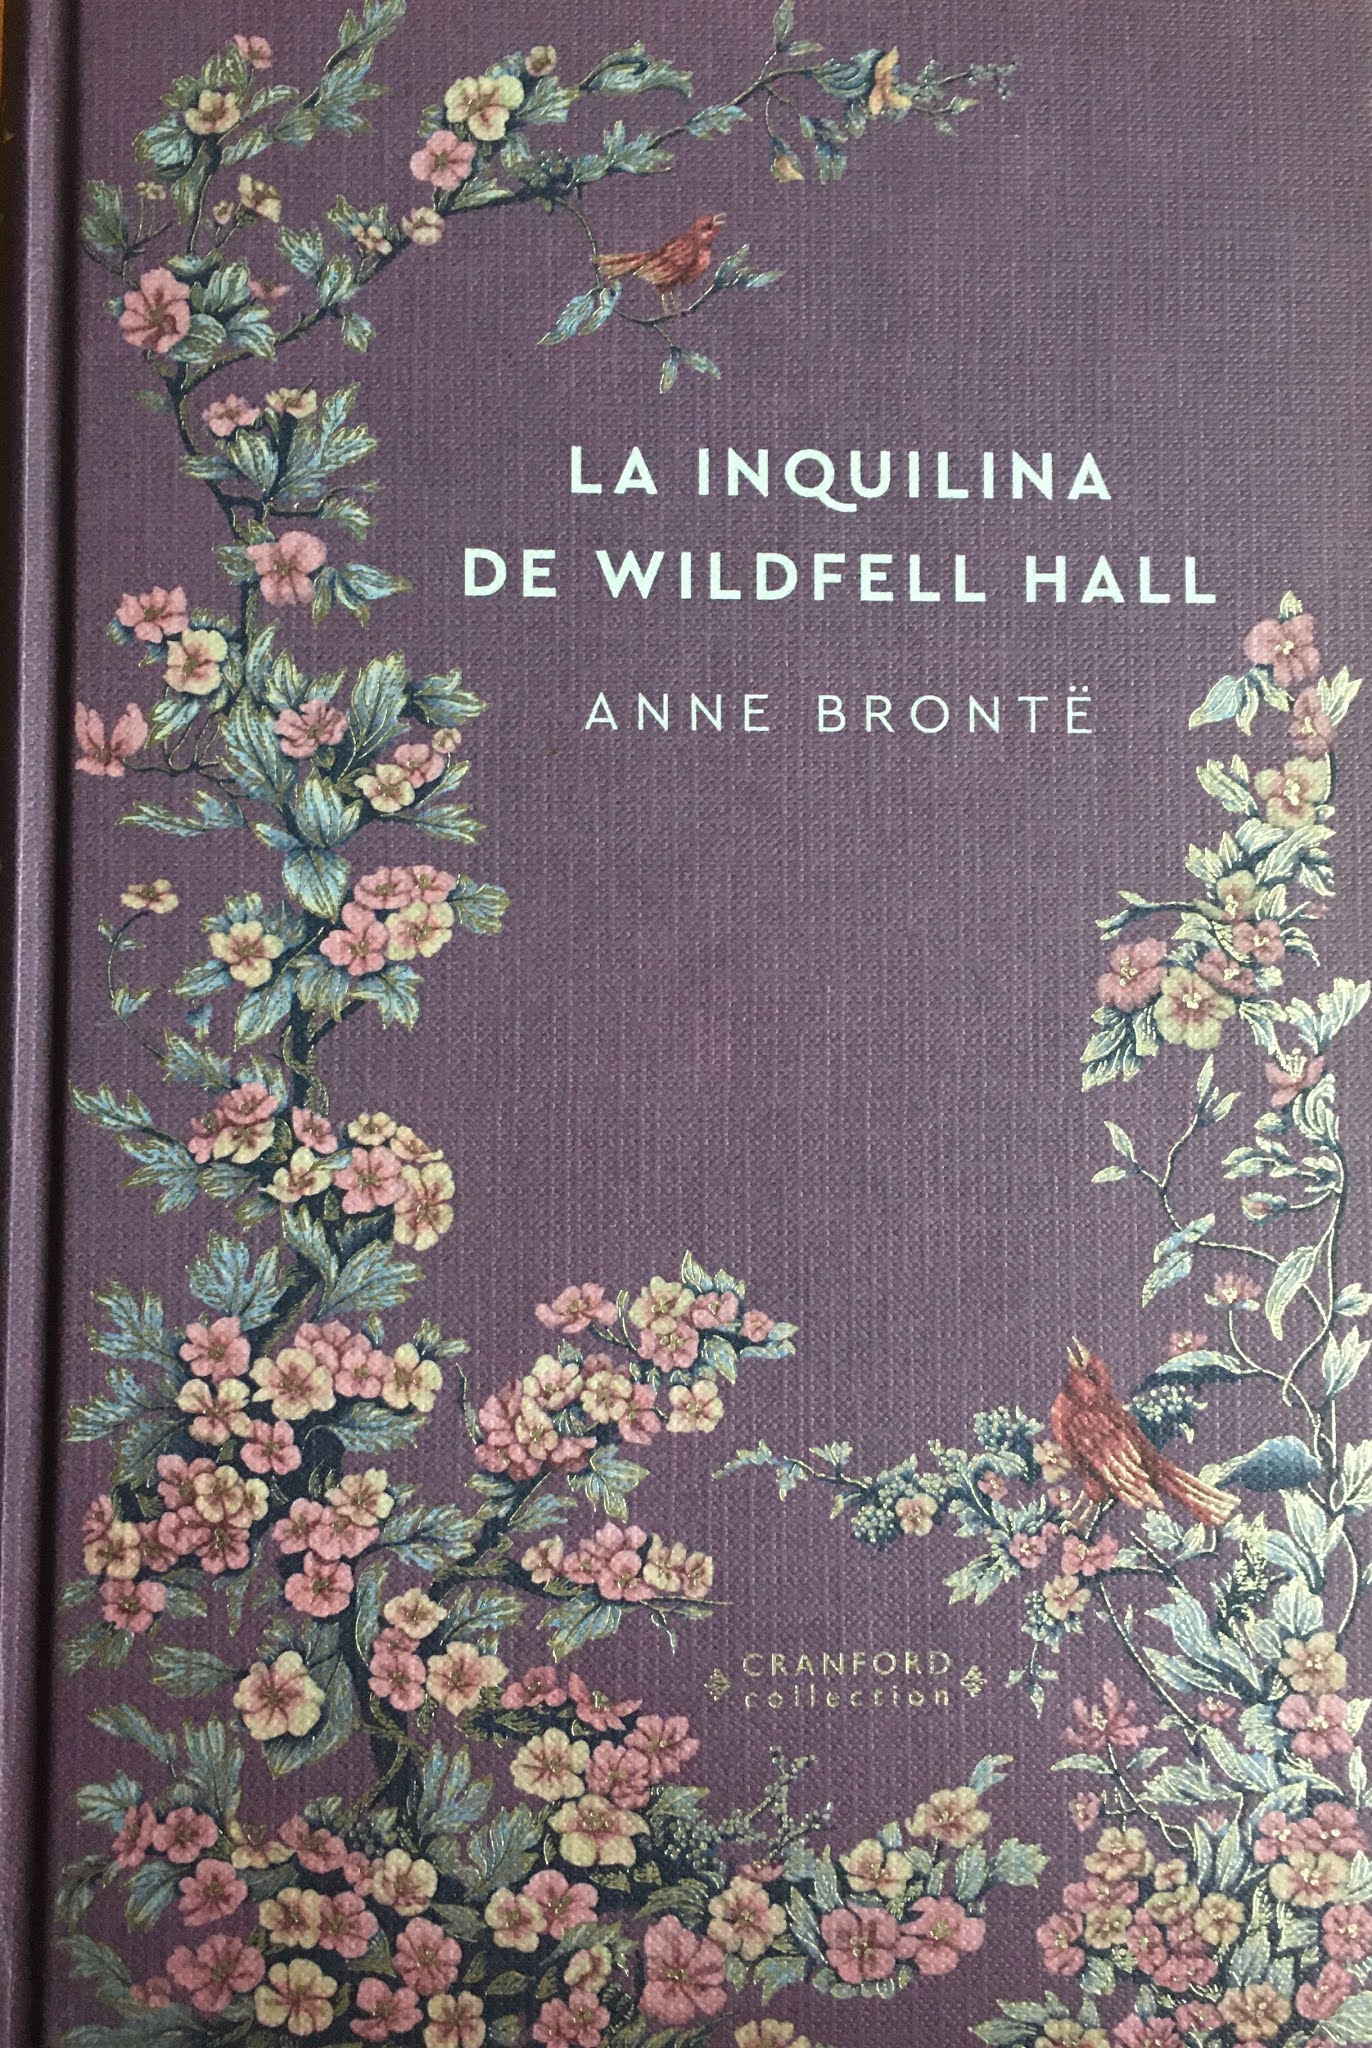 LA INQUILINA
DE WILDFELL HALL
ANNE BRONTË
CRANFORD
collection